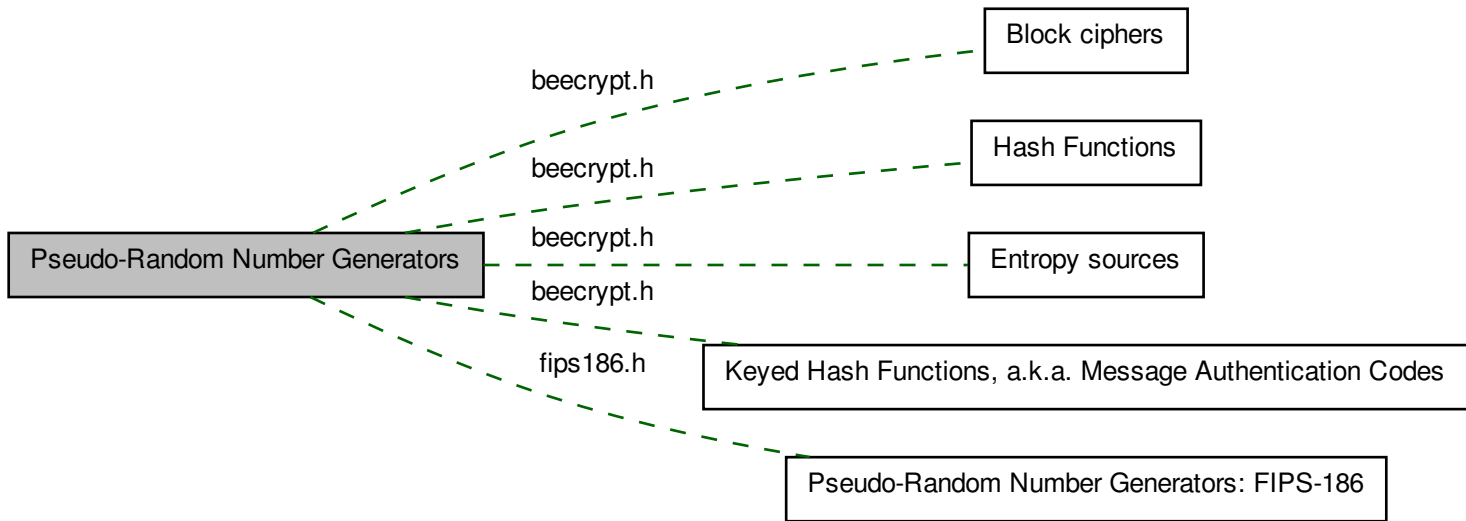 Block ciphers
beecrypt.h
Hash Functions
beecrypt.h
Pseudo-Random Number Generators
beecrypt.h
Entropy sources
beecrypt.h
Keyed Hash Functions, a.k.a. Message Authentication Codes
fips186.h
Pseudo-Random Number Generators: FIPS-186